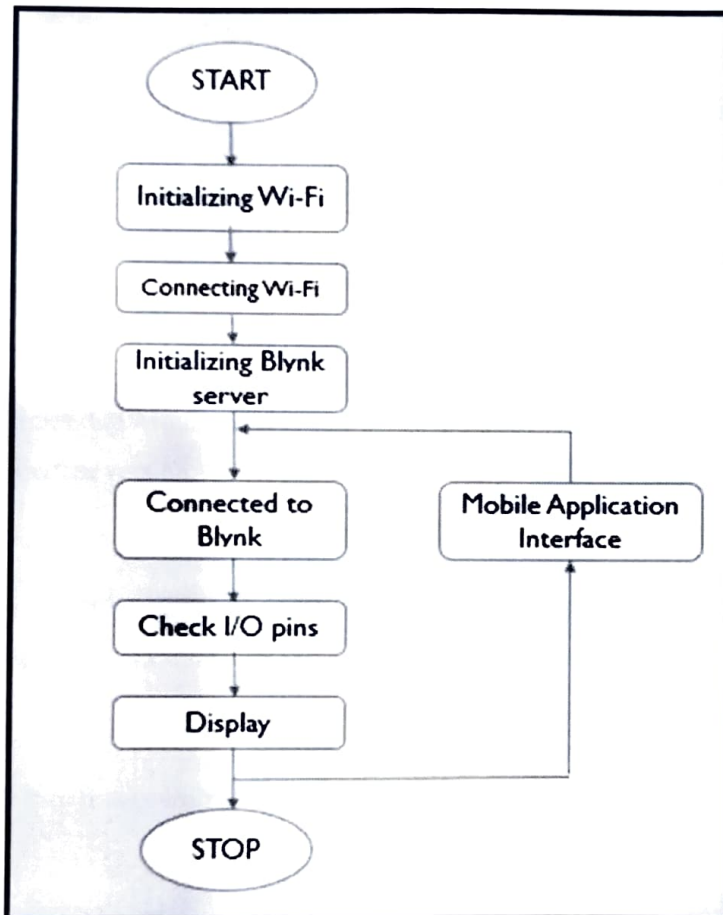 START
Initializing Wi-Fi
Connecting Wi-Fi
Initializing Blynk
server
Connected to
Blynk
Mobile Application
Interface
Check I/O pins
Display
STOP